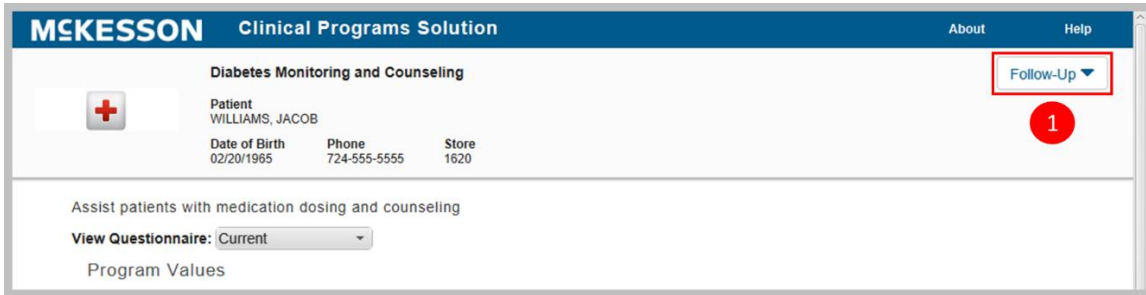 MCKESSON Clinical Programs Solution About Help
Diabetes Monitoring and Counseling
Follow-Up
1
Patient
WILLIAMS, JACOB
Date of Birth Phone Store
02/20/1965 724-555-5555 1620
Assist patients with medication dosing and counseling
View Questionnaire: Current
Program Values